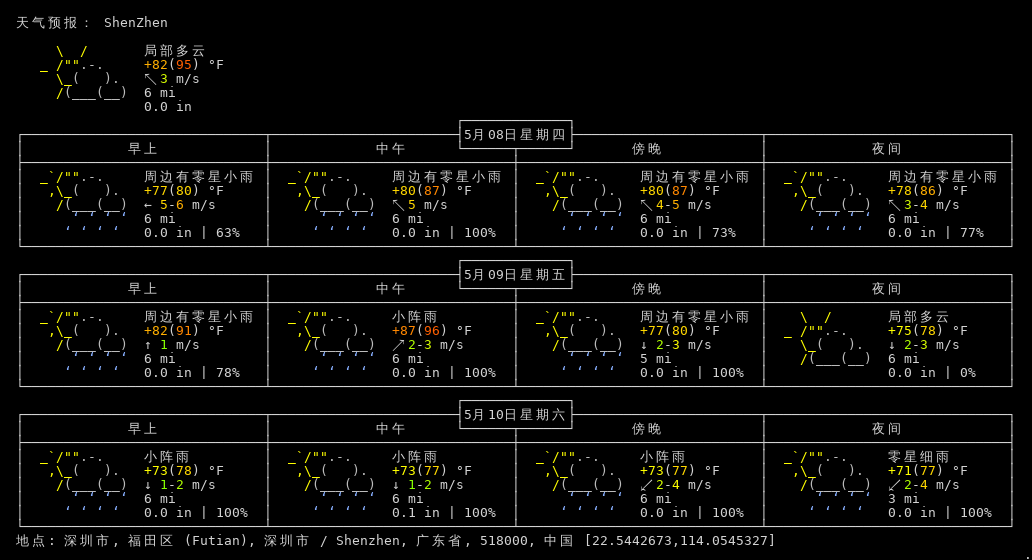 天气预报： ShenZhen
局部多云
+82(95) °F
↖ 3 m/s
6 mi
0.0 in
5月08日星期四
早上 中午 傍晚 夜间
周边有零星小雨 周边有零星小雨 周边有零星小雨 周边有零星小雨
+77(80) °F +80(87) °F +80(87) °F +78(86) °F
← 5-6 m/s ↖ 5 m/s ↖ 4-5 m/s ↖ 3-4 m/s
6 mi 6 mi 6 mi 6 mi
0.0 in | 63% 0.0 in | 100% 0.0 in | 73% 0.0 in | 77%
5月09日星期五
早上 中午 傍晚 夜间
周边有零星小雨 小阵雨 周边有零星小雨 局部多云
+82(91) °F +87(96) °F +77(80) °F +75(78) °F
↑ 1 m/s ↗ 2-3 m/s ↓ 2-3 m/s ↓ 2-3 m/s
6 mi 6 mi 5 mi 6 mi
0.0 in | 78% 0.0 in | 100% 0.0 in | 100% 0.0 in | 0%
5月10日星期六
早上 中午 傍晚 夜间
小阵雨 小阵雨 小阵雨 零星细雨
+73(78) °F +73(77) °F +73(77) °F +71(77) °F
↓ 1-2 m/s ↓ 1-2 m/s ↙ 2-4 m/s ↙ 2-4 m/s
6 mi 6 mi 6 mi 3 mi
0.0 in | 100% 0.1 in | 100% 0.0 in | 100% 0.0 in | 100%
地点: 深圳市, 福田区 (Futian), 深圳市 / Shenzhen, 广东省, 518000, 中国 [22.5442673,114.0545327]